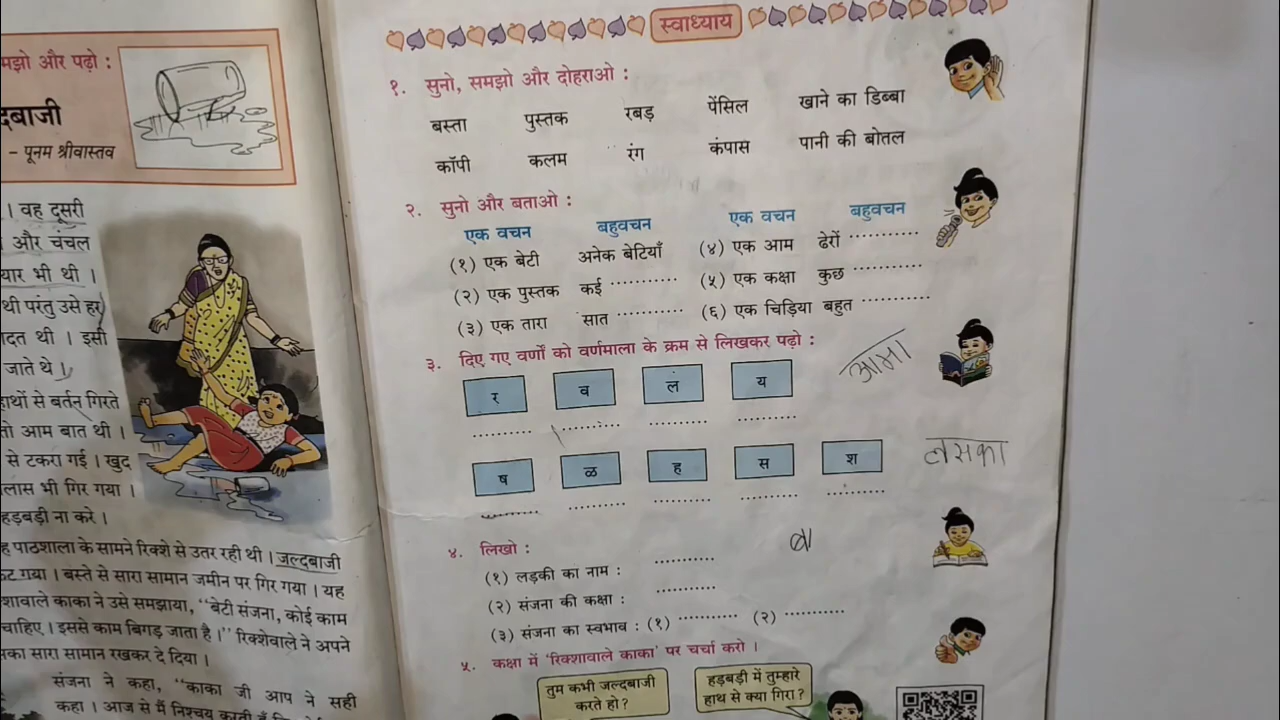 मझो और पढ़ो :
दबाजी
– पूनम श्रीवास्तव
। वह दूसरी
और चंचल
यार भी थी ।
थी परंतु उसे हर
ादत थी । इसी
जाते थे ।
हाथों से बर्तन गिरते
तो आम बात थी ।
से टकरा गई । खुद
लास भी गिर गया ।
हड़बड़ी ना करे ।
ह पाठशाला के सामने रिक्शे से उतर रही थी । जल्दबाजी
गया । बस्ते से सारा सामान जमीन पर गिर गया । यह
शावाले काका ने उसे समझाया, “बेटी संजना, कोई काम
चाहिए । इससे काम बिगड़ जाता है ।” रिक्शेवाले ने अपने
सका सारा सामान रखकर दे दिया ।
संजना ने कहा, “काका जी आप ने सही
कहा । आज से मैं निश्चय करती हूँ
स्वाध्याय
१. सुनो, समझो और दोहराओ :
बस्ता पुस्तक रबड़ पेंसिल खाने का डिब्बा
कॉपी कलम रंग कंपास पानी की बोतल
२. सुनो और बताओ :
एक वचन बहुवचन एक वचन बहुवचन
(१) एक बेटी अनेक बेटियाँ (४) एक आम ढेरों ..........
(२) एक पुस्तक कई .......... (५) एक कक्षा कुछ ..........
(३) एक तारा सात .......... (६) एक चिड़िया बहुत ..........
३. दिए गए वर्णों को वर्णमाला के क्रम से लिखकर पढ़ो :
र व लं य
.......... .......... .......... ..........
ष ळ ह स श
.......... .......... .......... .......... ..........
४. लिखो :
(१) लड़की का नाम : ..........
(२) संजना की कक्षा : ..........
(३) संजना का स्वभाव : (१) .......... (२) ..........
५. कक्षा में ‘रिक्शावाले काका’ पर चर्चा करो ।
तुम कभी जल्दबाजी
करते हो ?
हड़बड़ी में तुम्हारे
हाथ से क्या गिरा ?